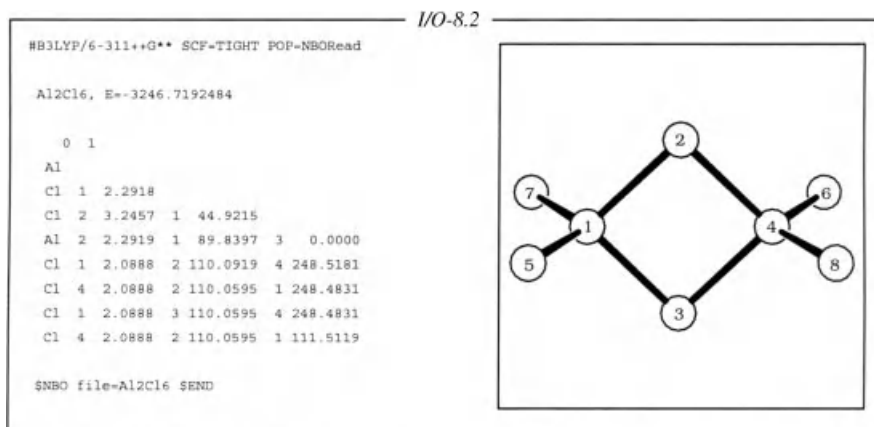 I/O-8.2
#B3LYP/6-311++G** SCF=TIGHT POP=NBORead
Al2Cl6, E=-3246.7192484
0 1
Al
Cl 1 2.2918
Cl 2 3.2457 1 44.9215
Al 2 2.2919 1 89.8397 3 0.0000
Cl 1 2.0888 2 110.0919 4 248.5181
Cl 4 2.0888 2 110.0595 1 248.4831
Cl 1 2.0888 3 110.0595 4 248.4831
Cl 4 2.0888 2 110.0595 1 111.5119
$NBO file=Al2Cl6 $END
2
7 6
1 4
5 8
3